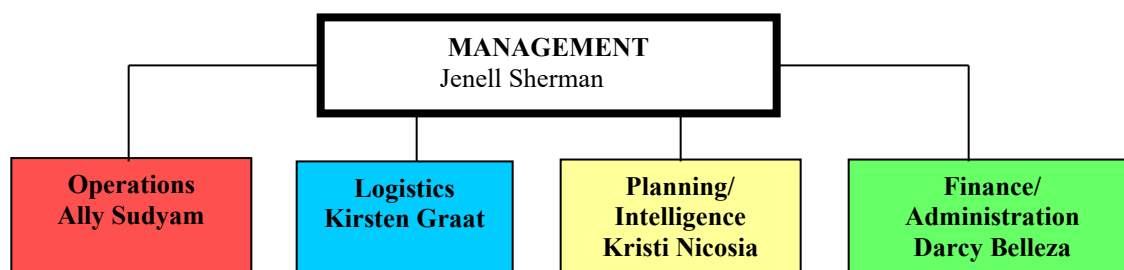 MANAGEMENT
Jenell Sherman
Operations
Ally Sudyam
Logistics
Kirsten Graat
Planning/
Intelligence
Kristi Nicosia
Finance/
Administration
Darcy Belleza